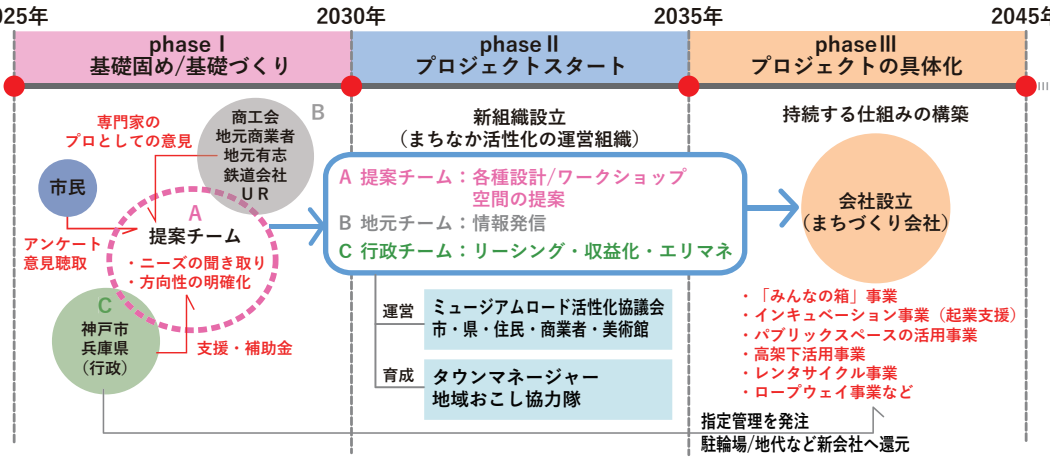 025年
2030年
2035年
2045年
phase I
基礎固め/基礎づくり
phase II
プロジェクトスタート
phase III
プロジェクトの具体化
専門家の
プロとしての意見
B
商工会
地元商業者
地元有志
鉄道会社
UR
市民
アンケート
意見聴取
A
提案チーム
・ニーズの聞き取り
・方向性の明確化
C
神戸市
兵庫県
(行政)
支援・補助金
新組織設立
(まちなか活性化の運営組織)
A 提案チーム:各種設計/ワークショップ
空間の提案
B 地元チーム:情報発信
C 行政チーム:リーシング・収益化・エリマネ
運営
ミュージアムロード活性化協議会
市・県・住民・商業者・美術館
育成
タウンマネージャー
地域おこし協力隊
持続する仕組みの構築
会社設立
(まちづくり会社)
・「みんなの箱」事業
・インキュベーション事業(起業支援)
・パブリックスペースの活用事業
・高架下活用事業
・レンタサイクル事業
・ロープウェイ事業など
指定管理を発注
駐輪場/地代など新会社へ還元